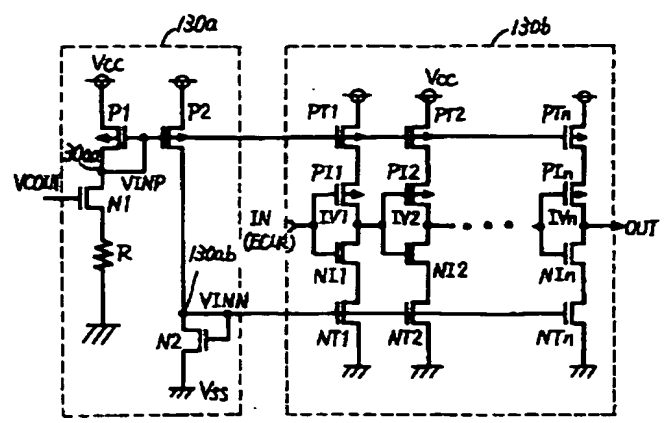 130a
130b
Vcc
P1
P2
Vcc
PT1
PT2
PTn
30aa
VINP
VCOUT
N1
PI1
PI2
PIn
IN
(ECLK)
IV1
IV2
IVn
OUT
R
130ab
NI1
NI2
NIn
VINN
N2
NT1
NT2
NTn
Vss